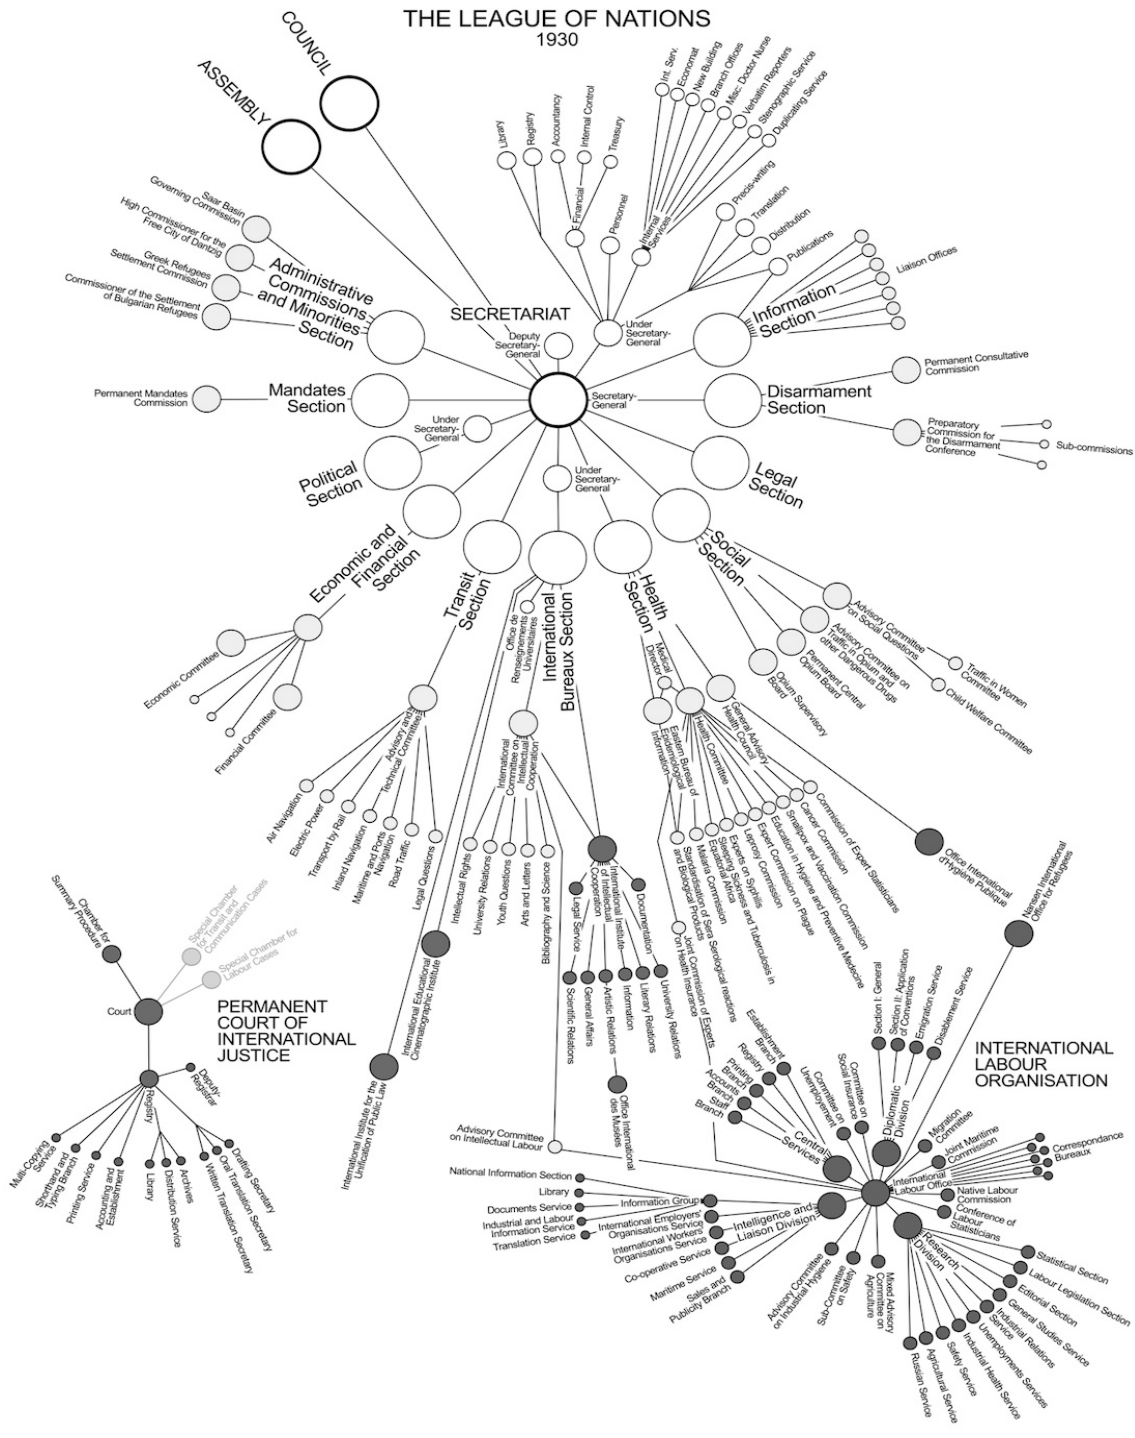 THE LEAGUE OF NATIONS
1930
COUNCIL
ASSEMBLY
Library
Registry
Accountancy
Internal Control
Treasury
Financial
Personnel
Int. Serv.
Economat
New Building
Branch Offices
Misc: Doctor Nurse
Verbatim Reporters
Stenographic Service
Duplicating Service
Internal
Services
Precis-writing
Translation
Distribution
Publications
Liaison Offices
Information
Section
Saar Basin
Governing Commission
High Commissioner for the
Free City of Dantzig
Greek Refugees
Settlement Commission
Commissioner of the Settlement
of Bulgarian Refugees
Administrative
Commissions
and Minorities
Section
SECRETARIAT
Deputy
Secretary-
General
Under
Secretary-
General
Secretary-
General
Permanent Mandates
Commission
Mandates
Section
Under
Secretary-
General
Disarmament
Section
Permanent Consultative
Commission
Preparatory
Commission for
the Disarmament
Conference
Sub-commissions
Political
Section
Under
Secretary-
General
Legal
Section
Economic and
Financial
Section
Economic Committee
Financial Committee
Transit
Section
Advisory and
Technical Committee
Air Navigation
Electric Power
Transport by Rail
Inland Navigation
Maritime and Ports
Navigation
Road Traffic
Legal Questions
International
Bureaux Section
Office de
Renseignements
Universitaires
International
Committee on
Intellectual
Cooperation
Intellectual Rights
University Relations
Youth Questions
Arts and Letters
Bibliography and Science
International Educational
Cinematographic Institute
International Institute for the
Unification of Public Law
International Institute
of Intellectual
Cooperation
Legal Service
Documentation
Scientific Relations
General Affairs
Artistic Relations
Information
Literary Relations
University Relations
Office International
des Musées
Advisory Committee
on Intellectual Labour
Health
Section
Medical
Director
Eastern Bureau of
Epidemiological
Information
Health Committee
General Advisory
Health Council
Standardisation of Sera Serological reactions
and Biological Products
Malaria Commission
Sleeping Sickness and Tuberculosis in
Equatorial Africa
Experts on Syphilis
Leprosy Commission
Expert Commission on Plague
Education in Hygiene and Preventive Medecine
Smallpox and Vaccination Commission
Cancer Commission
Commission of Expert Statisticians
Joint Commission of Experts
on Health Insurance
Office International
d'Hygiène Publique
Social
Section
Advisory Committee
on Social Questions
Advisory Committee on
Traffic in Opium and
other Dangerous Drugs
Permanent Central
Opium Board
Opium Supervisory
Board
Traffic in Women
Committee
Child Welfare Committee
Nansen International
Office for Refugees
PERMANENT
COURT OF
INTERNATIONAL
JUSTICE
Chamber for
Summary Procedure
Special Chamber
for Transit and
Communication Cases
Special Chamber for
Labour Cases
Court
Registry
Deputy-
Registrar
Multi-Copying
Service
Shorthand and
Typing Branch
Printing Service
Accounting and
Establishment
Library
Distribution Service
Archives
Written Translation Secretary
Oral Translation Secretary
Drafting Secretary
INTERNATIONAL
LABOUR
ORGANISATION
International
Labour Office
Diplomatic
Division
Section I: General
Section II: Application
of Conventions
Emigration Service
Disablement Service
Committee on
Social Insurance
Committee on
Unemployement
Central
Services
Establishment
Branch
Registry
Printing
Branch
Accounts
Branch
Staff
Branch
Migration
Committee
Joint Maritime
Commission
Correspondance
Bureaux
Native Labour
Commission
Conference of
Labour
Statisticians
Intelligence and
Liaison Division
Information Group
National Information Section
Library
Documents Service
Industrial and Labour
Information Service
Translation Service
International Employers'
Organisations Service
International Workers
Organisations Service
Co-operative Service
Maritime Service
Sales and
Publicity Branch
Advisory Committee
on Industrial Hygiene
Sub-Committee
on Safety
Mixed Advisory
Committee on
Agriculture
Research
Division
Statistical Section
Labour Legislation Section
Editorial Section
General Studies Service
Industrial Relations
Service
Unemployments Services
Industrial Health Service
Safety Service
Agricultural Service
Russian Service